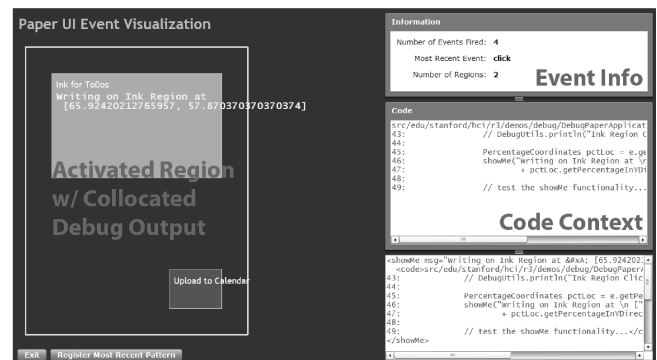 Paper UI Event Visualization
Ink for ToDos
Writing on Ink Region at
[65.92420212765957, 57.870370370370374]
Activated Region
w/ Collocated
Debug Output
Upload to Calendar
Exit
Register Most Recent Pattern
Information
Number of Events Fired: 4
Most Recent Event: click
Number of Regions: 2
Event Info
Code
src/edu/stanford/hci/r3/demos/debug/DebugPaperApplicat
43: // DebugUtils.println("Ink Region C
44:
45: PercentageCoordinates pctLoc = e.ge
46: showMe("Writing on Ink Region at \n
47: + pctLoc.getPercentageInYDi
48:
49: // test the showMe functionality...
Code Context
<showMe msg="Writing on Ink Region at &#xA; [65.924202
<code>src/edu/stanford/hci/r3/demos/debug/DebugPaper
43: // DebugUtils.println("Ink Region Clic
44:
45: PercentageCoordinates pctLoc = e.getPe
46: showMe("Writing on Ink Region at \n ["
47: + pctLoc.getPercentageInYDirec
48:
49: // test the showMe functionality...</c
</showMe>